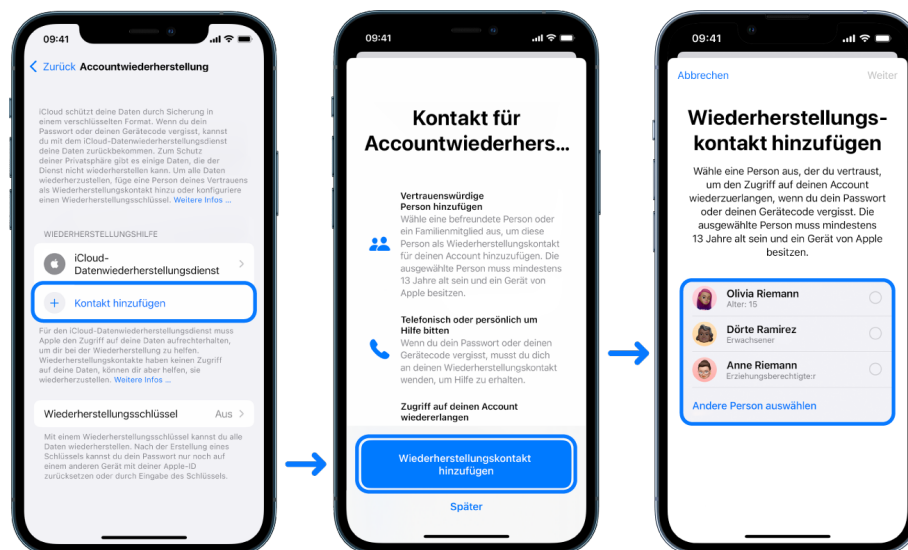 09:41
Zurück Accountwiederherstellung
iCloud schützt deine Daten durch Sicherung in
einem verschlüsselten Format. Wenn du dein
Passwort oder deinen Gerätecode vergisst, kannst
du mit dem iCloud-Datenwiederherstellungsdienst
deine Daten zurückbekommen. Zum Schutz
deiner Privatsphäre gibt es einige Daten, die der
Dienst nicht wiederherstellen kann. Um alle Daten
wiederherzustellen, füge eine Person deines Vertrauens
als Wiederherstellungskontakt hinzu oder konfiguriere
einen Wiederherstellungsschlüssel. Weitere Infos ...
WIEDERHERSTELLUNGSHILFE
iCloud-
Datenwiederherstellungsdienst
Kontakt hinzufügen
Für den iCloud-Datenwiederherstellungsdienst muss
Apple den Zugriff auf deine Daten aufrechterhalten,
um dir bei der Wiederherstellung zu helfen.
Wiederherstellungskontakte haben keinen Zugriff
auf deine Daten, können dir aber helfen, sie
wiederherzustellen. Weitere Infos ...
Wiederherstellungsschlüssel Aus
Mit einem Wiederherstellungsschlüssel kannst du alle
Daten wiederherstellen. Nach der Erstellung eines
Schlüssels kannst du dein Passwort nur noch auf
einem anderen Gerät mit deiner Apple-ID
zurücksetzen oder durch Eingabe des Schlüssels.
09:41
Kontakt für
Accountwiederhers...
Vertrauenswürdige
Person hinzufügen
Wähle eine befreundete Person oder
ein Familienmitglied aus, um diese
Person als Wiederherstellungskontakt
für deinen Account hinzuzufügen. Die
ausgewählte Person muss mindestens
13 Jahre alt sein und ein Gerät von
Apple besitzen.
Telefonisch oder persönlich um
Hilfe bitten
Wenn du dein Passwort oder deinen
Gerätecode vergisst, musst du dich
an deinen Wiederherstellungskontakt
wenden, um Hilfe zu erhalten.
Zugriff auf deinen Account
wiedererlangen
Wiederherstellungskontakt
hinzufügen
Später
09:41
Abbrechen Weiter
Wiederherstellungs-
kontakt hinzufügen
Wähle eine Person aus, der du vertraust,
um den Zugriff auf deinen Account
wiederzuerlangen, wenn du dein Passwort
oder deinen Gerätecode vergisst. Die
ausgewählte Person muss mindestens
13 Jahre alt sein und ein Gerät von Apple
besitzen.
Olivia Riemann
Alter: 15
Dörte Ramirez
Erwachsener
Anne Riemann
Erziehungsberechtigte:r
Andere Person auswählen